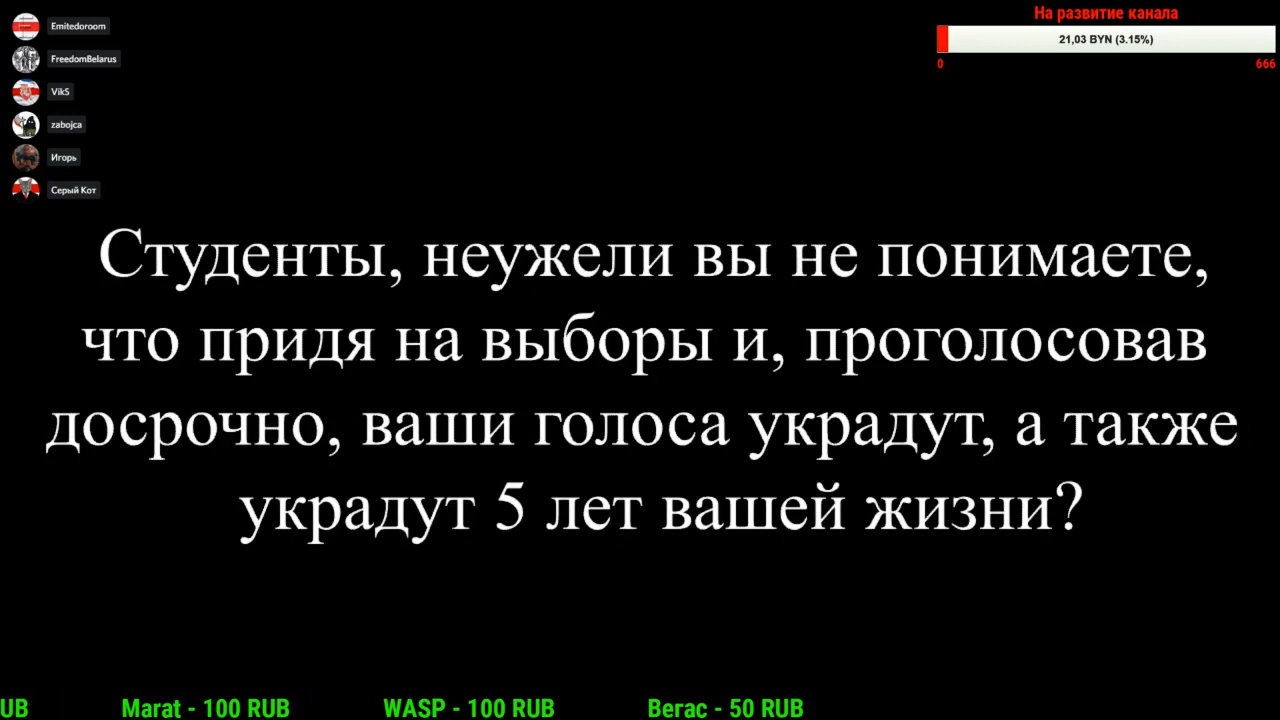 Emitedoroom
FreedomBelarus
VikS
zabojca
Игорь
Серый Кот
На развитие канала
21,03 BYN (3.15%)
0 666
Студенты, неужели вы не понимаете,
что придя на выборы и, проголосовав
досрочно, ваши голоса украдут, а также
украдут 5 лет вашей жизни?
UB Marat - 100 RUB WASP - 100 RUB Berac - 50 RUB